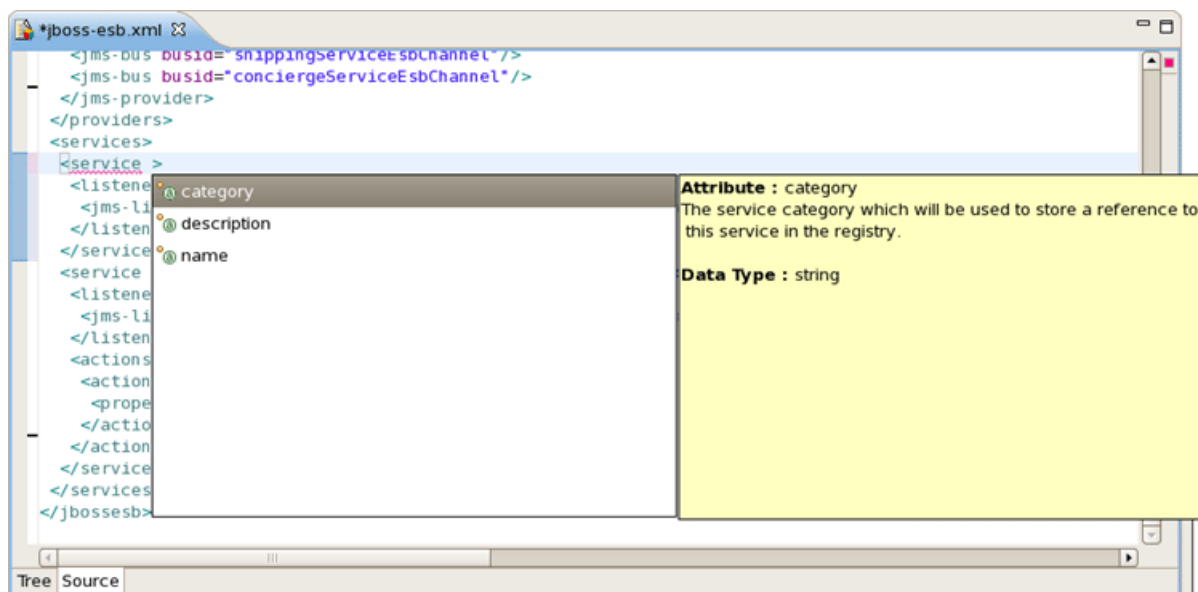 *jboss-esb.xml
<jms-bus busid="shippingServiceEsbChannel"/>
<jms-bus busid="conciergeServiceEsbChannel"/>
</jms-provider>
</providers>
<services>
<service >
<listene
<jms-li
</listen
</service
<service
<listene
<jms-li
</listen
<actions
<action
<prope
</actio
</action
</service
</services
</jbossesb>
category
description
name
Attribute : category
The service category which will be used to store a reference to
this service in the registry.
Data Type : string
Tree Source